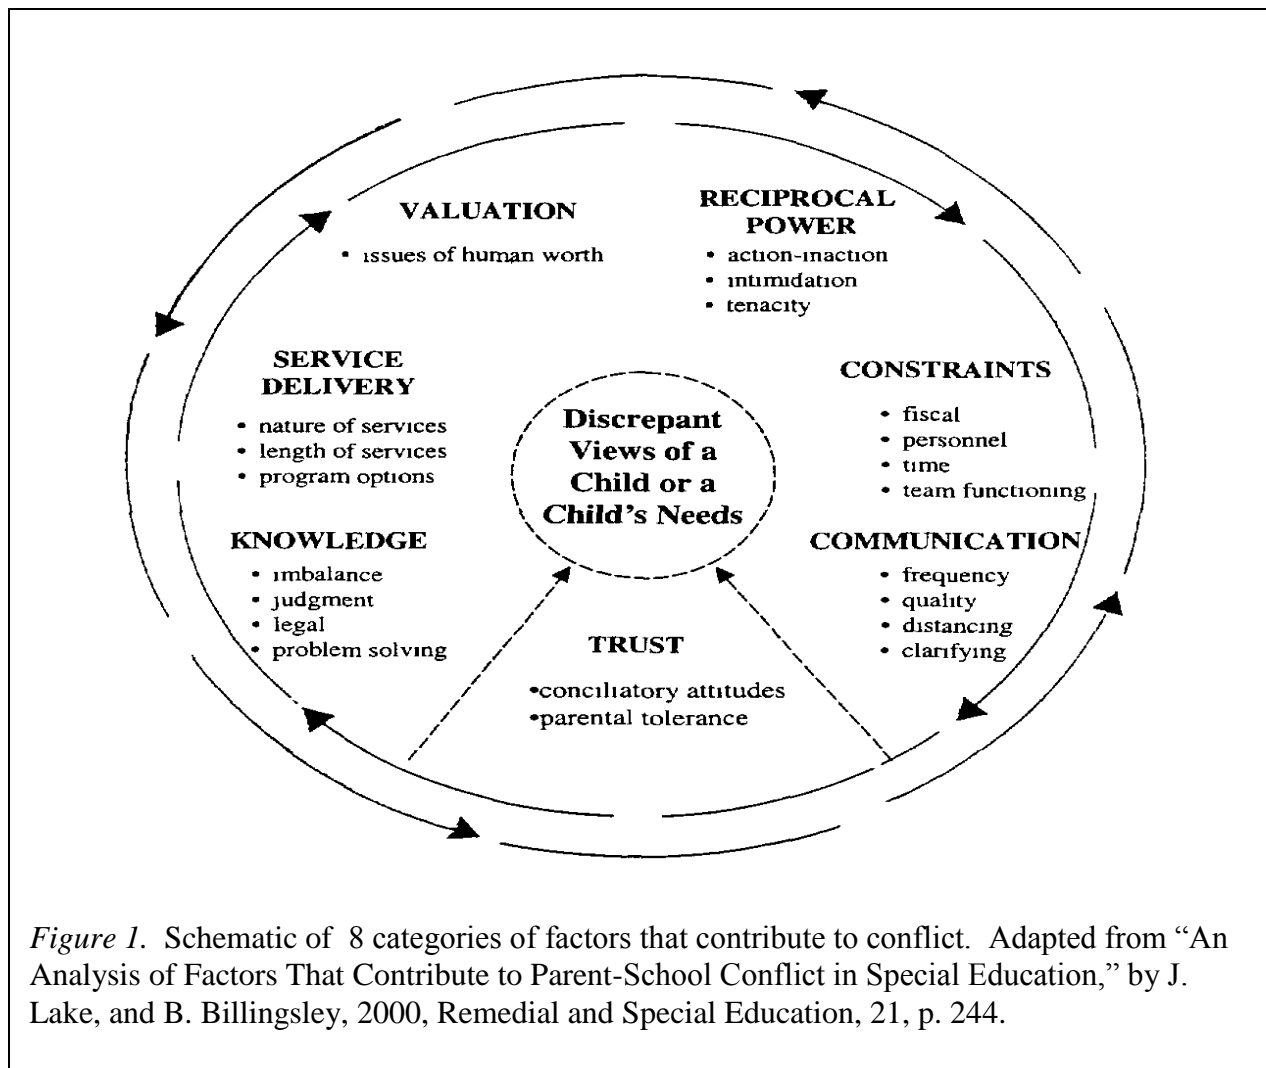 VALUATION
• issues of human worth
RECIPROCAL
POWER
• action-inaction
• intimidation
• tenacity
SERVICE
DELIVERY
• nature of services
• length of services
• program options
CONSTRAINTS
• fiscal
• personnel
• time
• team functioning
Discrepant
Views of a
Child or a
Child's Needs
KNOWLEDGE
• imbalance
• judgment
• legal
• problem solving
COMMUNICATION
• frequency
• quality
• distancing
• clarifying
TRUST
•conciliatory attitudes
•parental tolerance
Figure 1. Schematic of 8 categories of factors that contribute to conflict. Adapted from “An
Analysis of Factors That Contribute to Parent-School Conflict in Special Education,” by J.
Lake, and B. Billingsley, 2000, Remedial and Special Education, 21, p. 244.